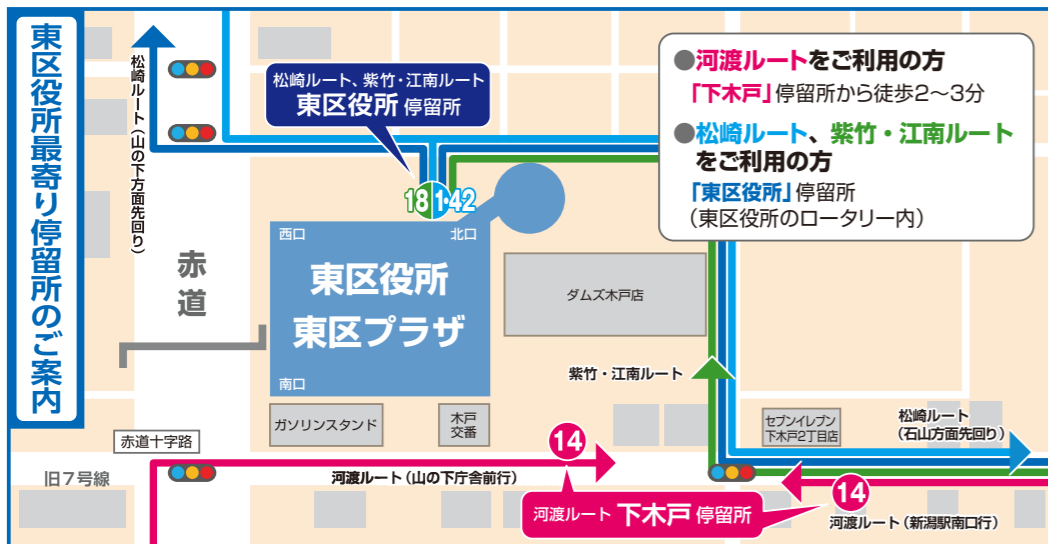 東区役所最寄り停留所のご案内
松崎ルート（山の下方面先回り）
松崎ルート、紫竹・江南ルート
東区役所 停留所
●河渡ルートをご利用の方
「下木戸」停留所から徒歩2～3分
●松崎ルート、紫竹・江南ルート
をご利用の方
「東区役所」停留所
（東区役所のロータリー内）
18 1・42
西口
北口
東区役所
東区プラザ
南口
赤道
ダムズ木戸店
紫竹・江南ルート
ガソリンスタンド
木戸
交番
セブンイレブン
下木戸2丁目店
松崎ルート
（石山方面先回り）
赤道十字路
旧7号線
14
河渡ルート（山の下庁舎前行）
河渡ルート 下木戸 停留所
14
河渡ルート（新潟駅南口行）